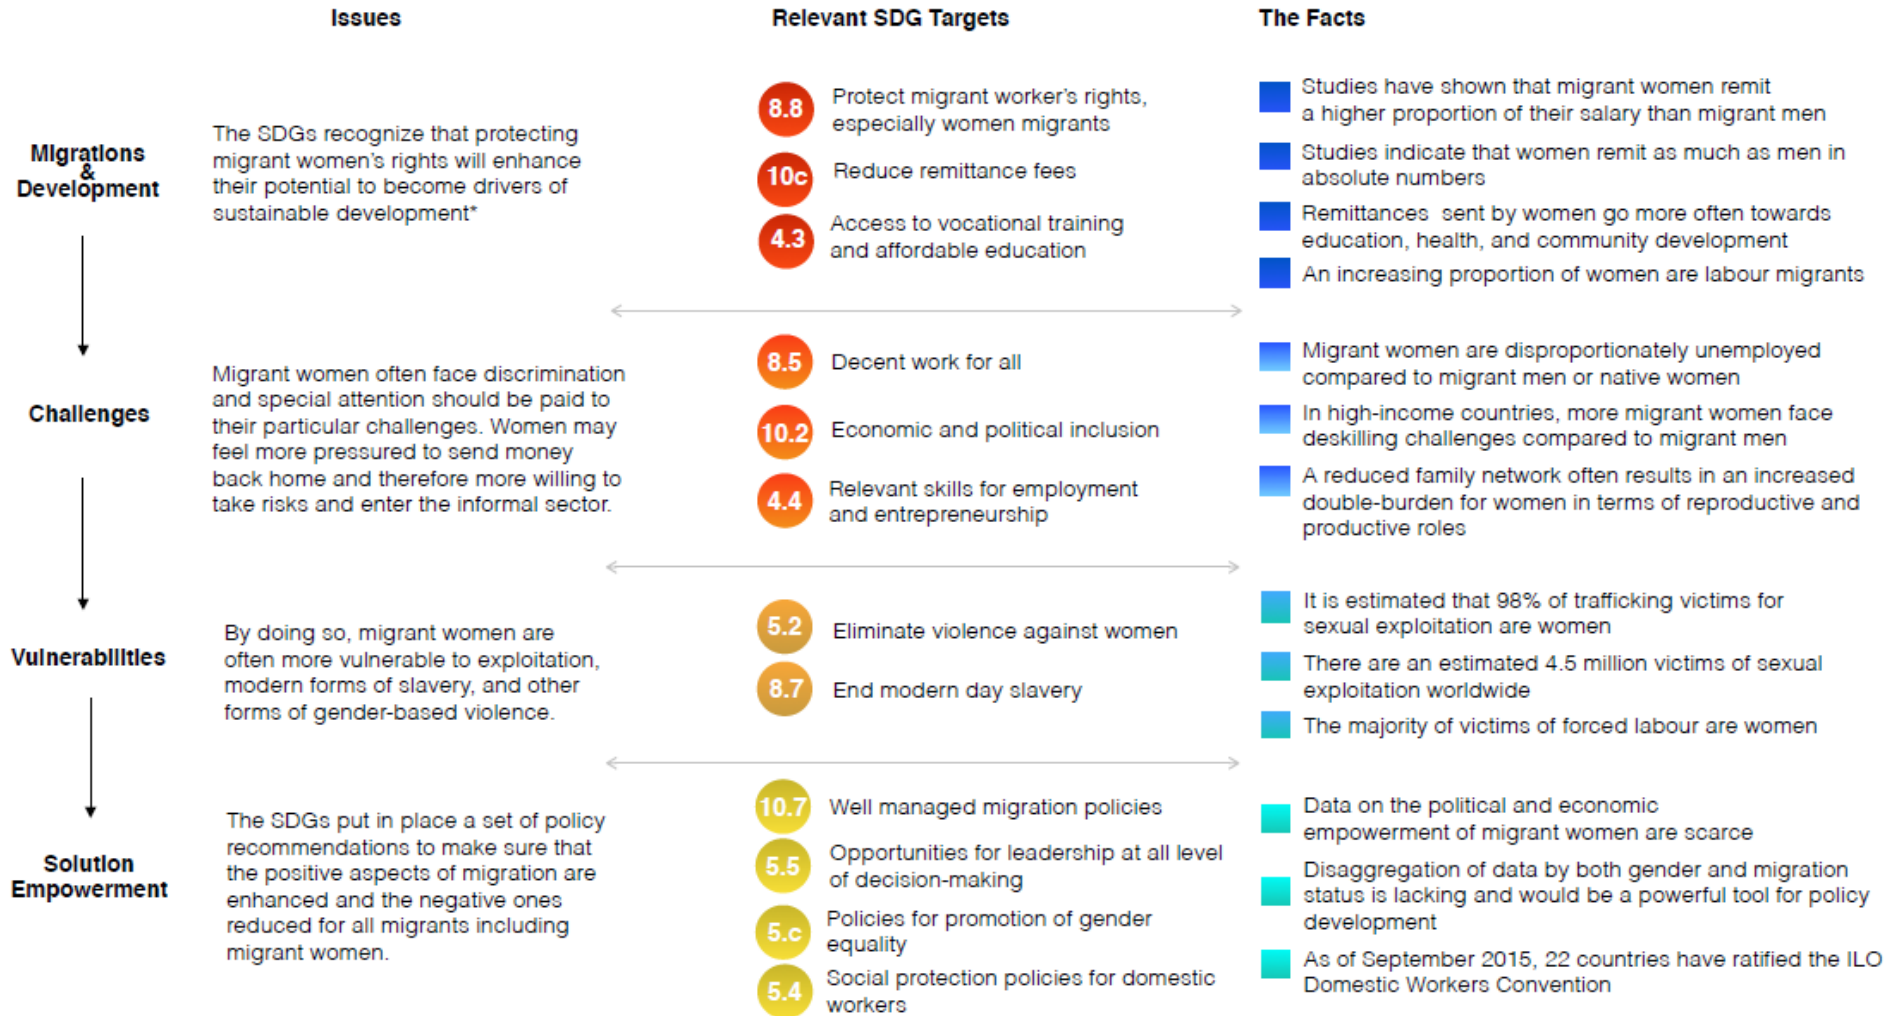 Issues
Relevant SDG Targets
The Facts
Migrations
&
Development
The SDGs recognize that protecting
migrant women's rights will enhance
their potential to become drivers of
sustainable development*
8.8
Protect migrant worker's rights,
especially women migrants
10c
Reduce remittance fees
4.3
Access to vocational training
and affordable education
Studies have shown that migrant women remit
a higher proportion of their salary than migrant men
Studies indicate that women remit as much as men in
absolute numbers
Remittances sent by women go more often towards
education, health, and community development
An increasing proportion of women are labour migrants
Challenges
Migrant women often face discrimination
and special attention should be paid to
their particular challenges. Women may
feel more pressured to send money
back home and therefore more willing to
take risks and enter the informal sector.
8.5
Decent work for all
10.2
Economic and political inclusion
4.4
Relevant skills for employment
and entrepreneurship
Migrant women are disproportionately unemployed
compared to migrant men or native women
In high-income countries, more migrant women face
deskilling challenges compared to migrant men
A reduced family network often results in an increased
double-burden for women in terms of reproductive and
productive roles
Vulnerabilities
By doing so, migrant women are
often more vulnerable to exploitation,
modern forms of slavery, and other
forms of gender-based violence.
5.2
Eliminate violence against women
8.7
End modern day slavery
It is estimated that 98% of trafficking victims for
sexual exploitation are women
There are an estimated 4.5 million victims of sexual
exploitation worldwide
The majority of victims of forced labour are women
Solution
Empowerment
The SDGs put in place a set of policy
recommendations to make sure that
the positive aspects of migration are
enhanced and the negative ones
reduced for all migrants including
migrant women.
10.7
Well managed migration policies
5.5
Opportunities for leadership at all level
of decision-making
5.c
Policies for promotion of gender
equality
5.4
Social protection policies for domestic
workers
Data on the political and economic
empowerment of migrant women are scarce
Disaggregation of data by both gender and migration
status is lacking and would be a powerful tool for policy
development
As of September 2015, 22 countries have ratified the ILO
Domestic Workers Convention